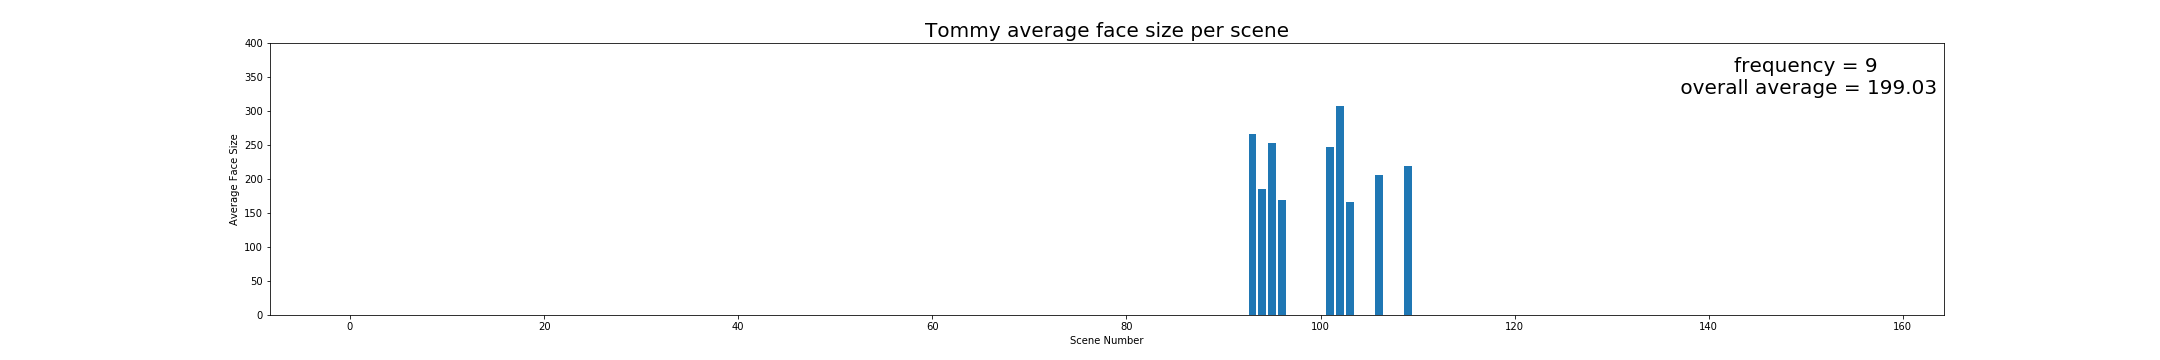 Tommy average face size per scene
frequency = 9
overall average = 199.03
400
350
300
250
200
150
100
50
0
Average Face Size
0 20 40 60 80 100 120 140 160
Scene Number